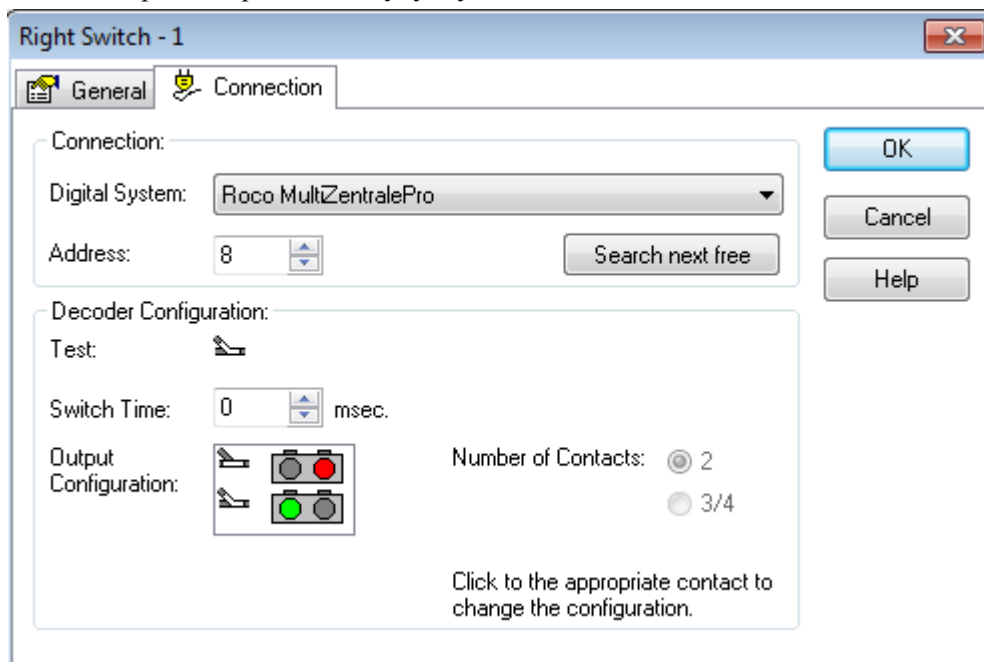 Right Switch - 1
General
Connection
Connection:
Digital System:
Roco MultiZentralePro
Address:
8
Search next free
OK
Cancel
Help
Decoder Configuration:
Test:
Switch Time:
0
msec.
Output
Configuration:
Number of Contacts:
2
3/4
Click to the appropriate contact to
change the configuration.